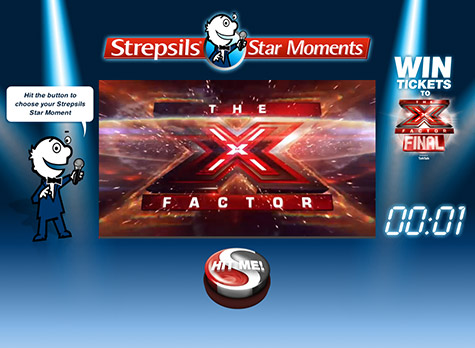 Strepsils Star Moments
Hit the button to
choose your Strepsils
Star Moment
WIN
TICKETS
TO
THE
X
FACTOR
FINAL
THE
X
FACTOR
00:01
HIT ME!